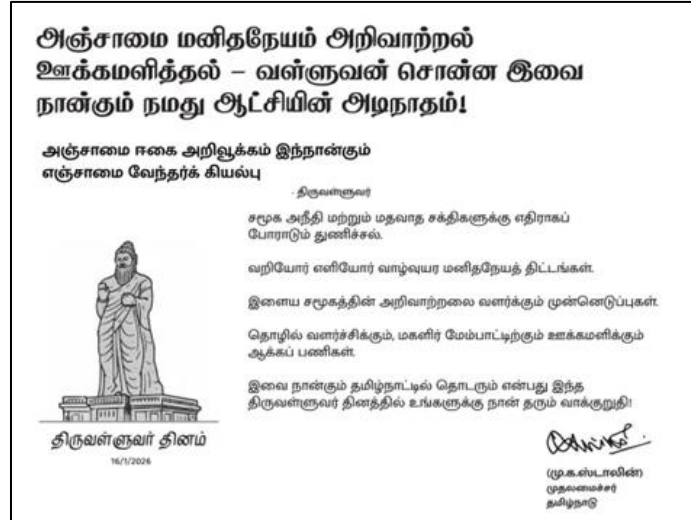 அஞ்சாமை மனிதநேயம் அறிவாற்றல்
ஊக்கமளித்தல் – வள்ளுவன் சொன்ன இவை
நான்கும் நமது ஆட்சியின் அடிநாதம்!
அஞ்சாமை ஈகை அறிவூக்கம் இந்நான்கும்
எஞ்சாமை வேந்தர்க் கியல்பு
- திருவள்ளுவர்
சமூக அநீதி மற்றும் மதவாத சக்திகளுக்கு எதிராகப்
போராடும் துணிச்சல்.
வறியோர் எளியோர் வாழ்வுயர மனிதநேயத் திட்டங்கள்.
இளைய சமூகத்தின் அறிவாற்றலை வளர்க்கும் முன்னெடுப்புகள்.
தொழில் வளர்ச்சிக்கும், மகளிர் மேம்பாட்டிற்கும் ஊக்கமளிக்கும்
ஆக்கப் பணிகள்.
இவை நான்கும் தமிழ்நாட்டில் தொடரும் என்பது இந்த
திருவள்ளுவர் தினத்தில் உங்களுக்கு நான் தரும் வாக்குறுதி!
திருவள்ளுவர் தினம்
16/1/2026
(மு.க.ஸ்டாலின்)
முதலமைச்சர்
தமிழ்நாடு